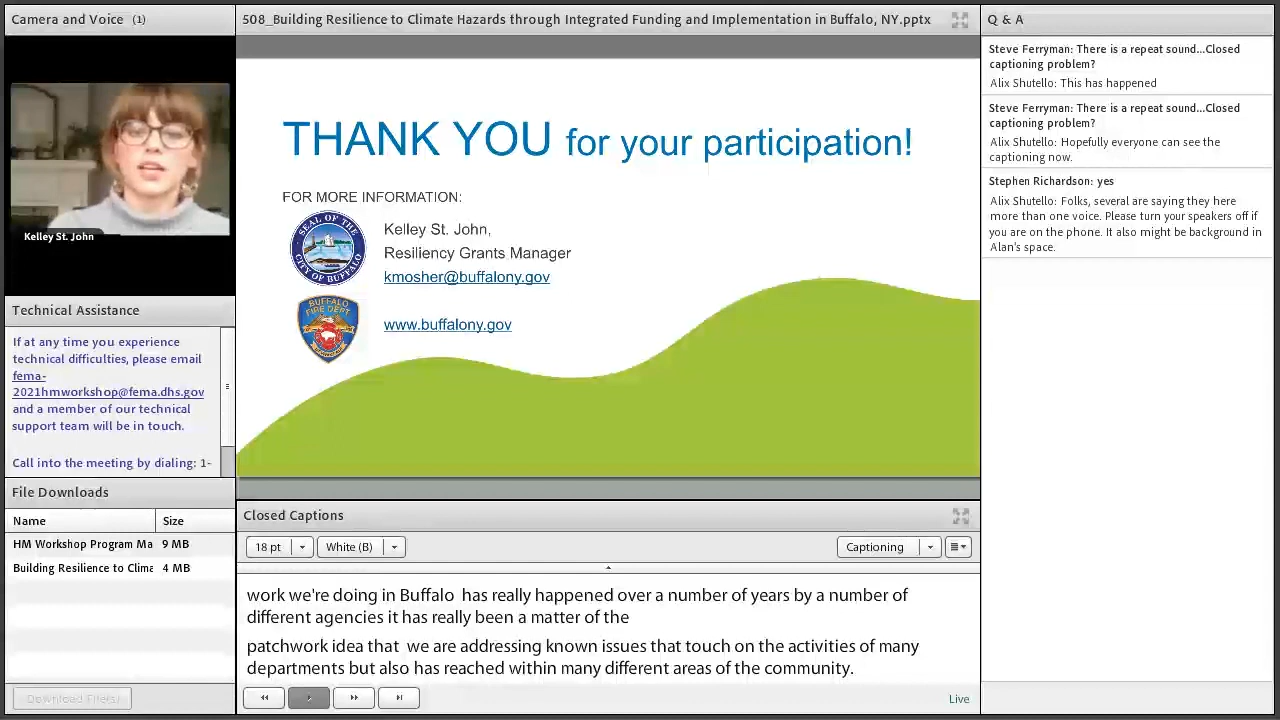 Camera and Voice (1)
Kelley St. John
Technical Assistance
If at any time you experience
technical difficulties, please email
fema-
2021hmworkshop@fema.dhs.gov
and a member of our technical
support team will be in touch.
Call into the meeting by dialing: 1-
File Downloads
Name Size
HM Workshop Program Ma 9 MB
Building Resilience to Clima 4 MB
Download File(s)
508_Building Resilience to Climate Hazards through Integrated Funding and Implementation in Buffalo, NY.pptx
THANK YOU for your participation!
FOR MORE INFORMATION:
SEAL OF THE
CITY OF BUFFALO
Kelley St. John,
Resiliency Grants Manager
kmosher@buffalony.gov
BUFFALO
FIRE DEPT
www.buffalony.gov
Closed Captions
18 pt White (B) Captioning
work we're doing in Buffalo has really happened over a number of years by a number of
different agencies it has really been a matter of the
patchwork idea that we are addressing known issues that touch on the activities of many
departments but also has reached within many different areas of the community.
Live
Q & A
Steve Ferryman: There is a repeat sound...Closed
captioning problem?
Alix Shutello: This has happened
Steve Ferryman: There is a repeat sound...Closed
captioning problem?
Alix Shutello: Hopefully everyone can see the
captioning now.
Stephen Richardson: yes
Alix Shutello: Folks, several are saying they here
more than one voice. Please turn your speakers off if
you are on the phone. It also might be background in
Alan's space.